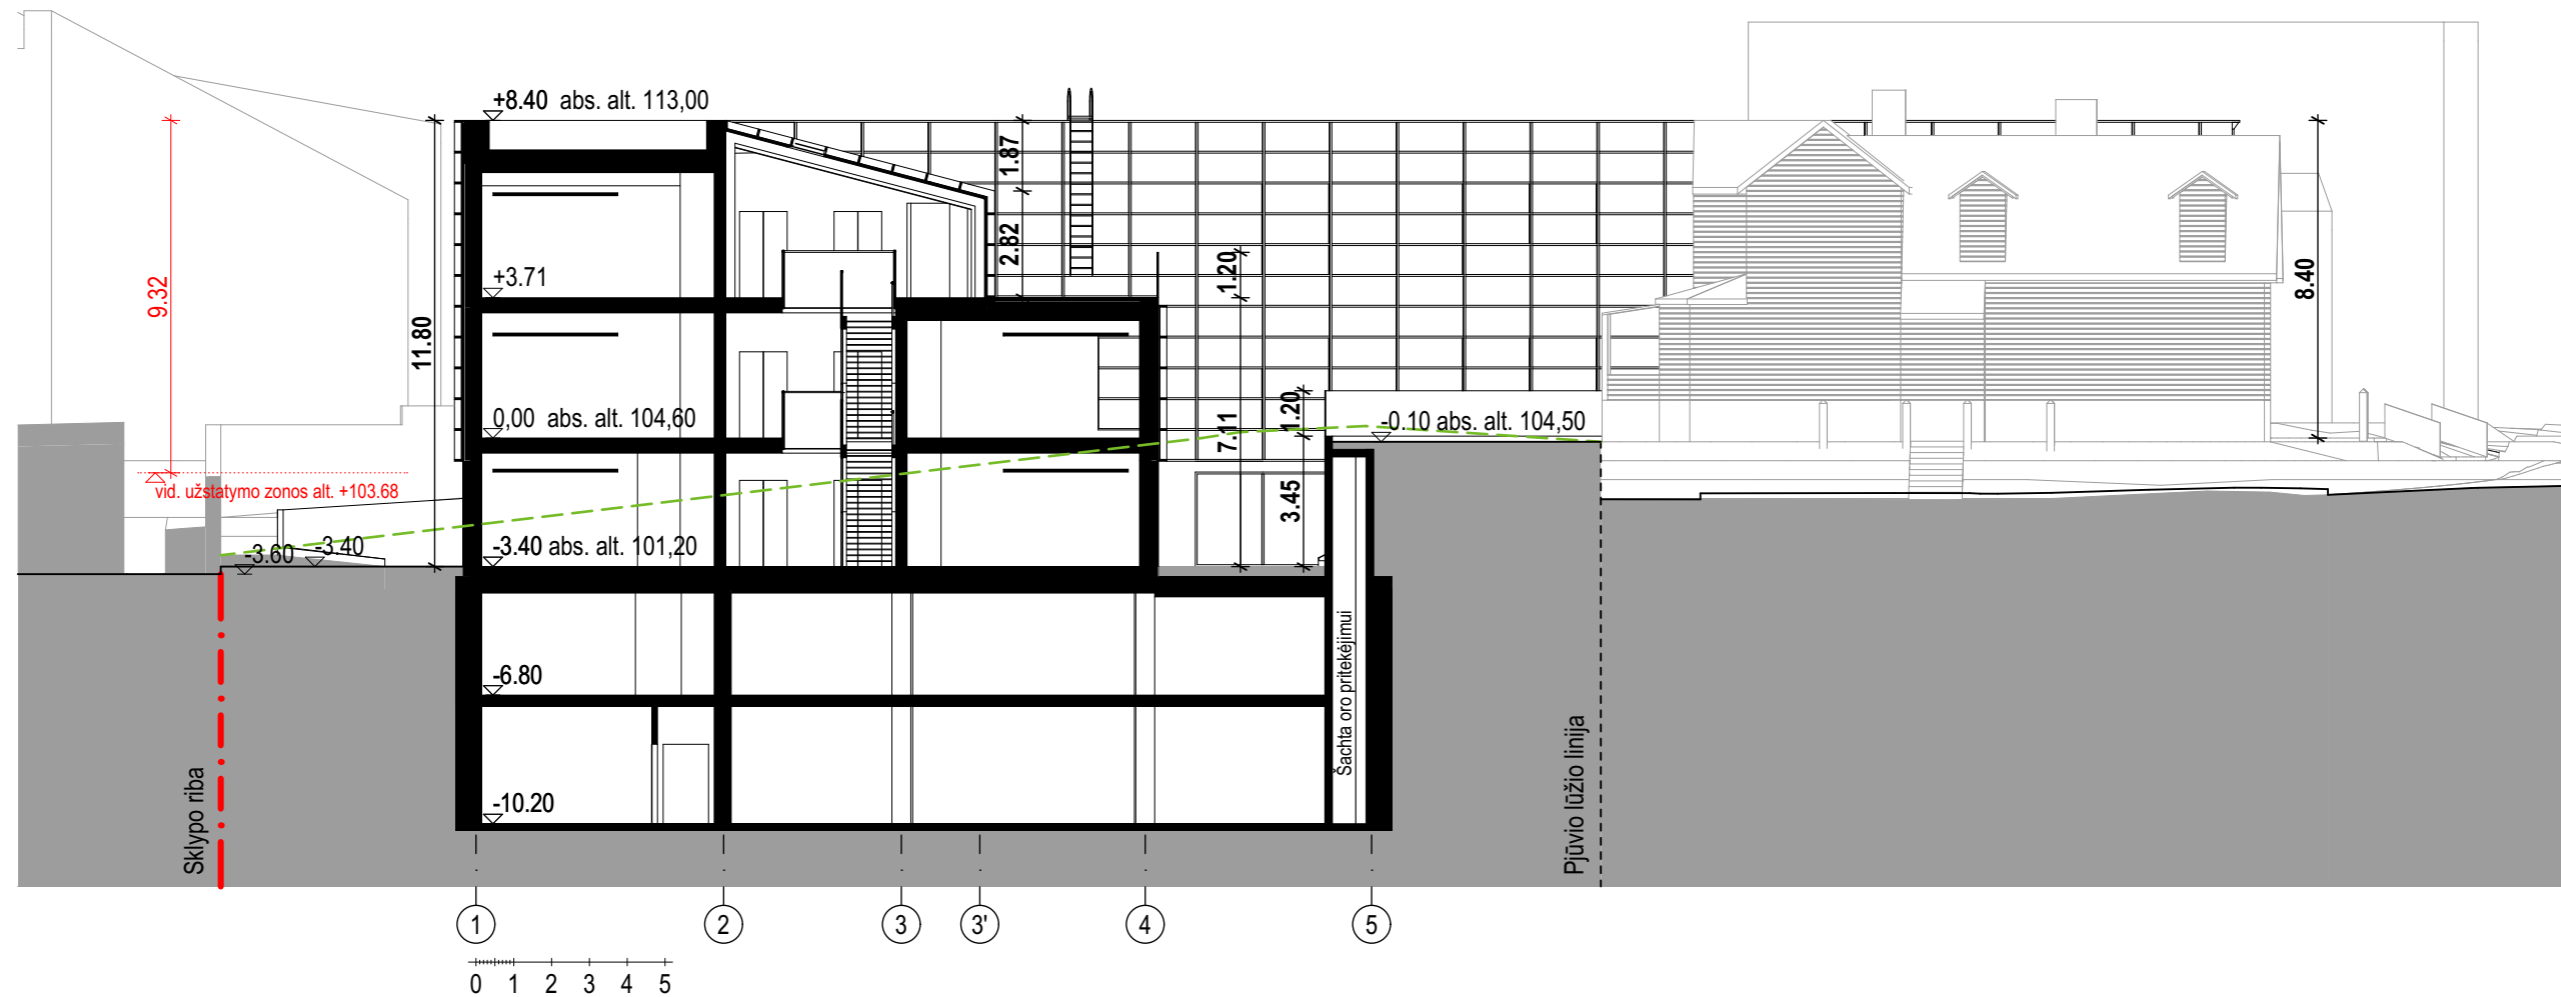 +8.40 abs. alt. 113,00
1.87
9.32
2.82
+3.71
1.20
8.40
11.80
0,00 abs. alt. 104,60
7.11
1.20
-0.10 abs. alt. 104,50
vid. užstatymo zonos alt. +103.68
3.45
-3.60
-3.40
-3.40 abs. alt. 101,20
-6.80
-10.20
Šachta oro pritekėjimui
Sklypo riba
Pjūvio lūžio linija
1
2
3
3'
4
5
0 1 2 3 4 5